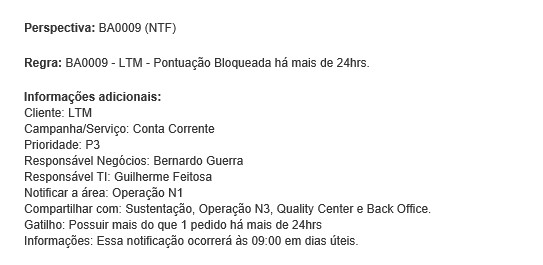 Perspectiva: BA0009 (NTF)
Regra: BA0009 - LTM - Pontuação Bloqueada há mais de 24hrs.
Informações adicionais:
Cliente: LTM
Campanha/Serviço: Conta Corrente
Prioridade: P3
Responsável Negócios: Bernardo Guerra
Responsável TI: Guilherme Feitosa
Notificar a área: Operação N1
Compartilhar com: Sustentação, Operação N3, Quality Center e Back Office.
Gatilho: Possuir mais do que 1 pedido há mais de 24hrs
Informações: Essa notificação ocorrerá às 09:00 em dias úteis.